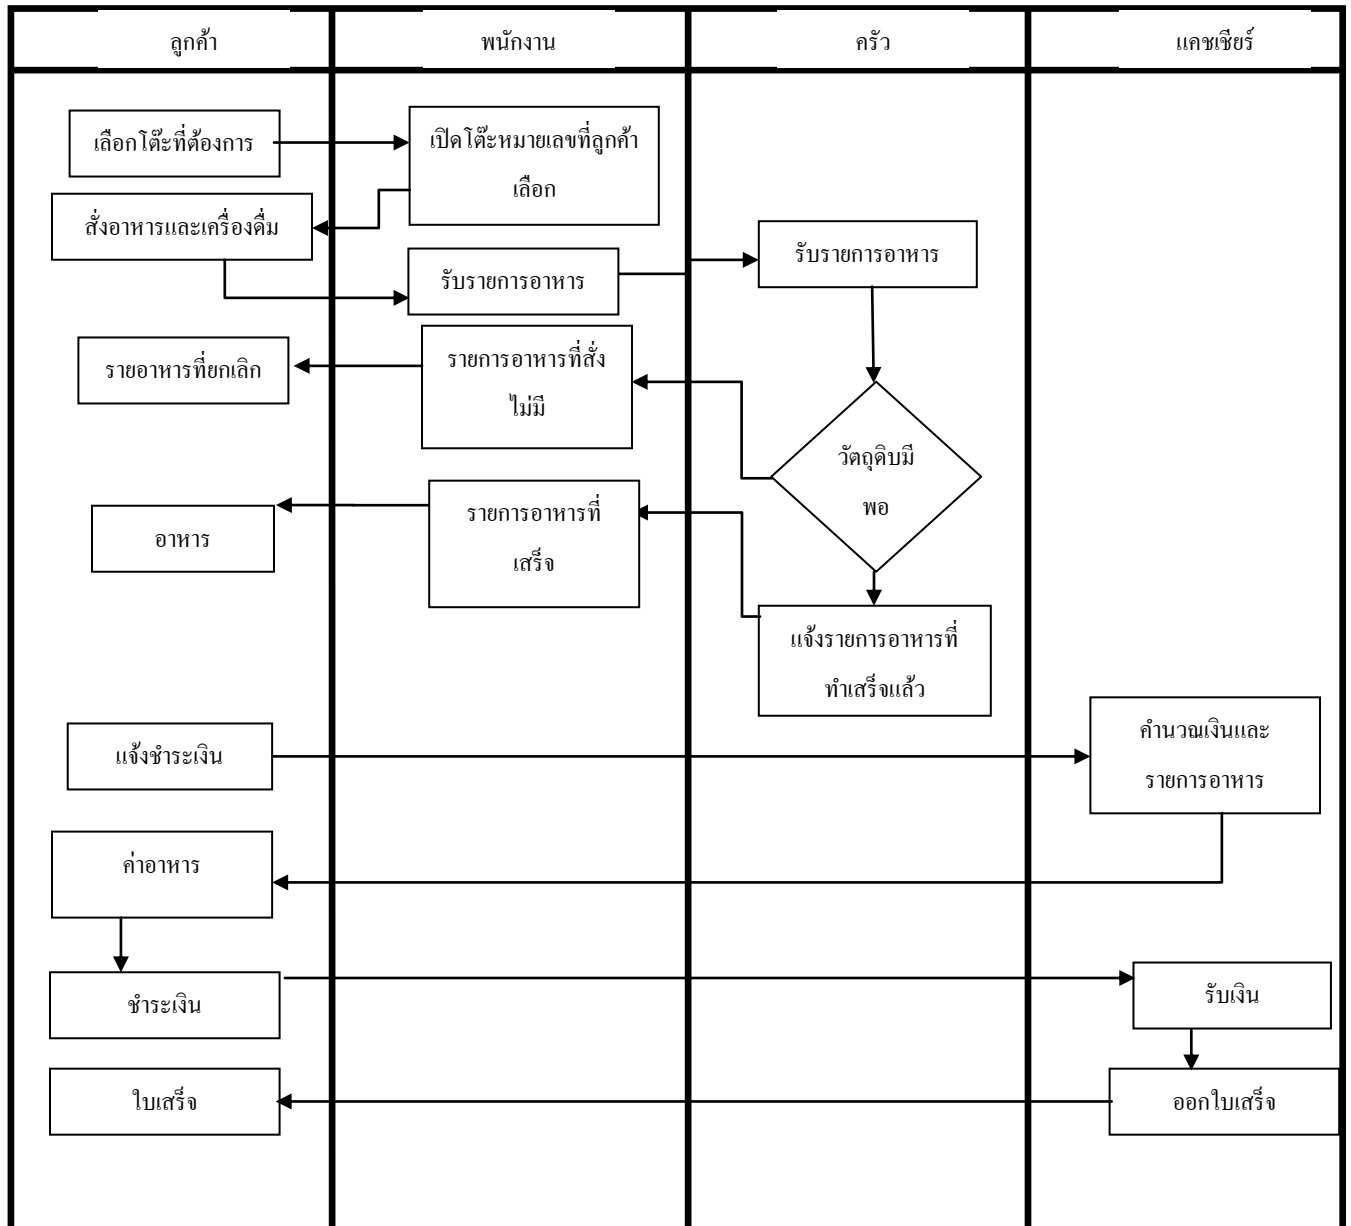 ลูกค้า
พนักงาน
ครัว
แคชเชียร์
เลือกโต๊ะที่ต้องการ
เปิดโต๊ะหมายเลขที่ลูกค้า
เลือก
สั่งอาหารและเครื่องดื่ม
รับรายการอาหาร
รับรายการอาหาร
รายอาหารที่ยกเลิก
รายการอาหารที่สั่ง
ไม่มี
วัตถุดิบมี
พอ
อาหาร
รายการอาหารที่
เสร็จ
แจ้งรายการอาหารที่
ทำเสร็จแล้ว
แจ้งชำระเงิน
คำนวณเงินและ
รายการอาหาร
ค่าอาหาร
ชำระเงิน
รับเงิน
ใบเสร็จ
ออกใบเสร็จ